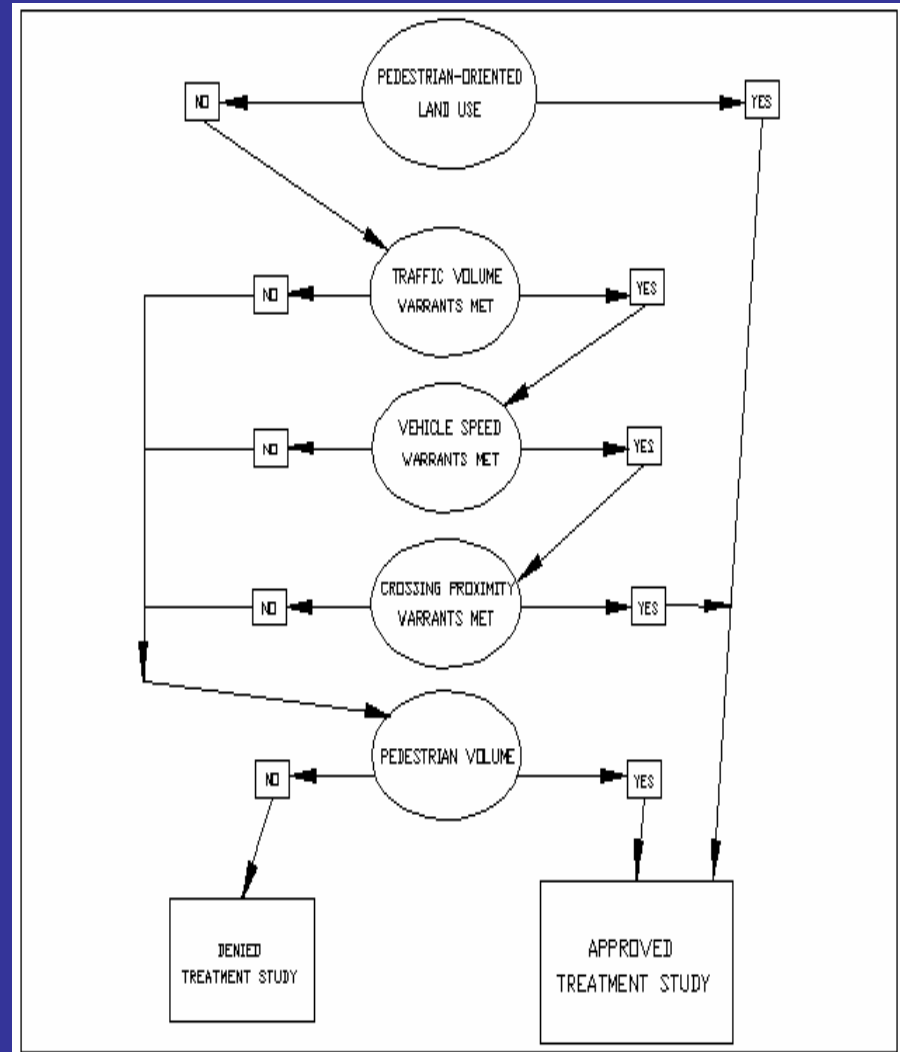 PEDESTRIAN-ORIENTED
LAND USE
NO
YES
TRAFFIC VOLUME
WARRANTS MET
NO
YES
VEHICLE SPEED
WARRANTS MET
NO
YES
CROSSING PROXIMITY
WARRANTS MET
NO
YES
PEDESTRIAN VOLUME
NO
YES
DENIED
TREATMENT STUDY
APPROVED
TREATMENT STUDY